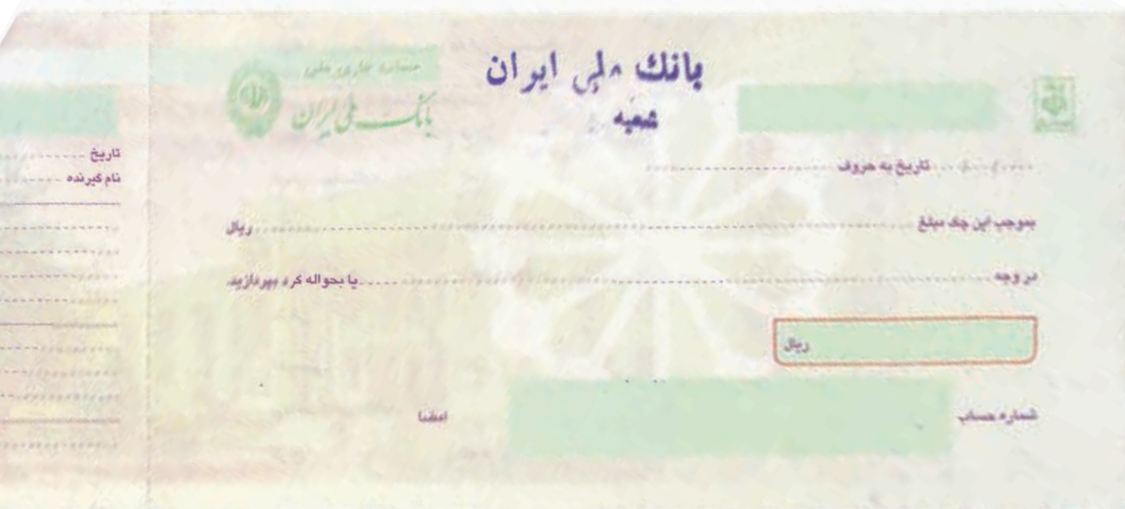 بانك ملی ایران
شعبه
حساب جاری ملی
بانک ملی ایران
تاریخ به حروف
بموجب این چک مبلغ ریال
در وجه یا بحواله کرد بپردازید.
ریال
شماره حساب امضا
تاریخ
نام گیرنده